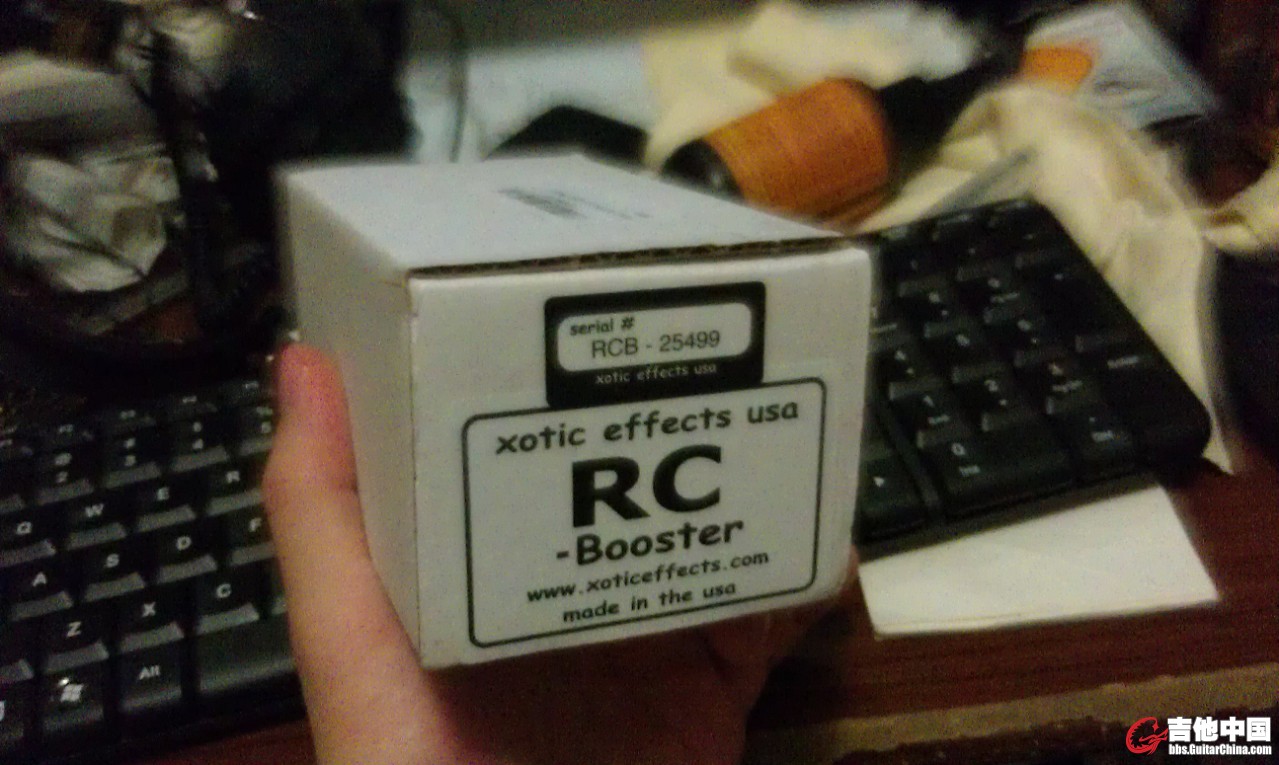 serial #
RCB - 25499
xotic effects usa
xotic effects usa
RC
-Booster
www.xoticeffects.com
made in the usa
Q
W
E
R
A
S
D
F
Z
X
C
Alt
吉他中国
bbs.GuitarChina.com